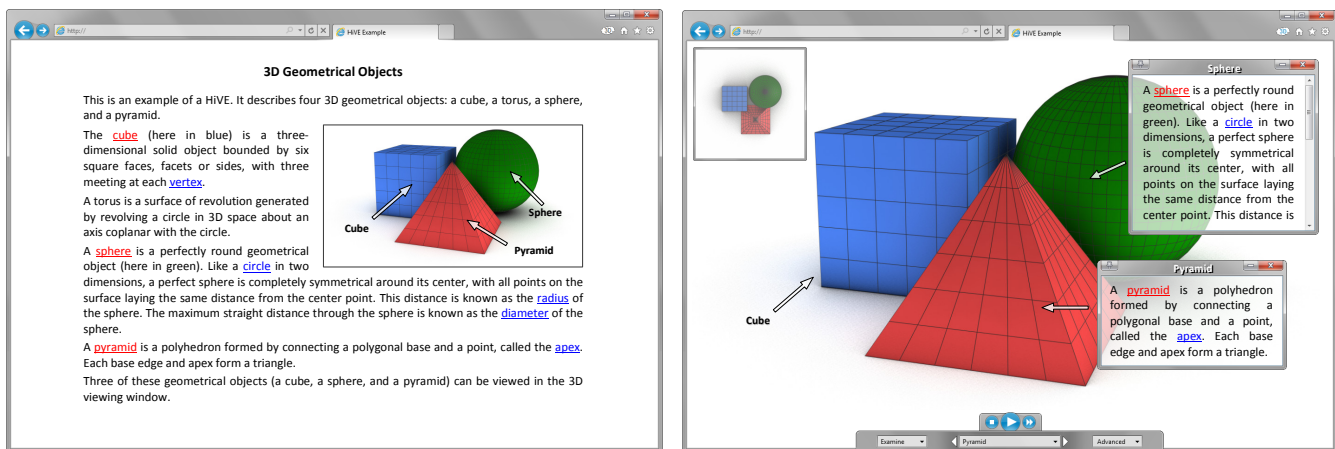 http://
HiVE Example
3D
3D Geometrical Objects
This is an example of a HiVE. It describes four 3D geometrical objects: a cube, a torus, a sphere,
and a pyramid.
The cube (here in blue) is a three-
dimensional solid object bounded by six
square faces, facets or sides, with three
meeting at each vertex.
A torus is a surface of revolution generated
by revolving a circle in 3D space about an
axis coplanar with the circle.
A sphere is a perfectly round geometrical
object (here in green). Like a circle in two
dimensions, a perfect sphere is completely symmetrical around its center, with all points on the
surface laying the same distance from the center point. This distance is known as the radius of
the sphere. The maximum straight distance through the sphere is known as the diameter of the
sphere.
A pyramid is a polyhedron formed by connecting a polygonal base and a point, called the apex.
Each base edge and apex form a triangle.
Three of these geometrical objects (a cube, a sphere, and a pyramid) can be viewed in the 3D
viewing window.
Cube
Sphere
Pyramid
http://
HiVE Example
3D
Sphere
A sphere is a perfectly round
geometrical object (here in
green). Like a circle in two
dimensions, a perfect sphere
is completely symmetrical
around its center, with all
points on the surface laying
the same distance from the
center point. This distance is
Pyramid
A pyramid is a polyhedron
formed by connecting a
polygonal base and a point,
called the apex. Each base
edge and apex form a triangle.
Cube
Examine
Pyramid
Advanced